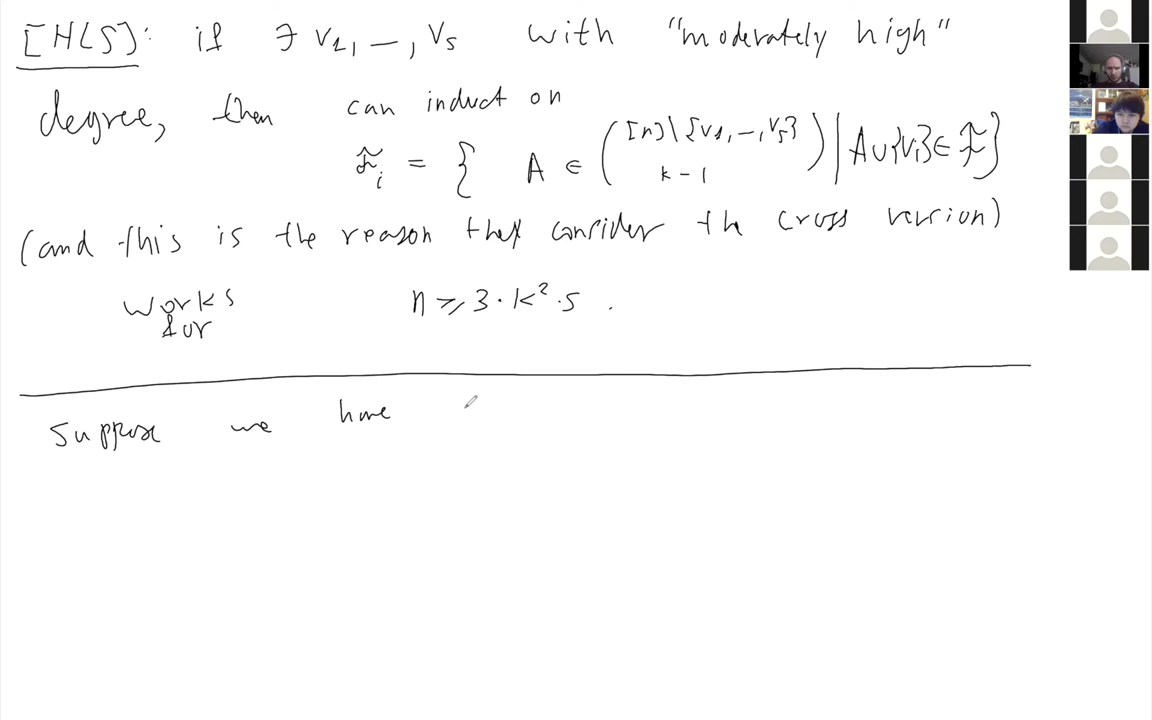 [HLS]: if ∃ v₁, –, vₛ with "moderately high"
degree, then can induct on
F̃ᵢ = { A ∈ ([n]\{v₁, –, vₛ} choose k-1) | A∪{vᵢ} ∈ F̃ }
(and this is the reason they consider the cross version)
works for n ⩾ 3·k²·s .
Suppose we have